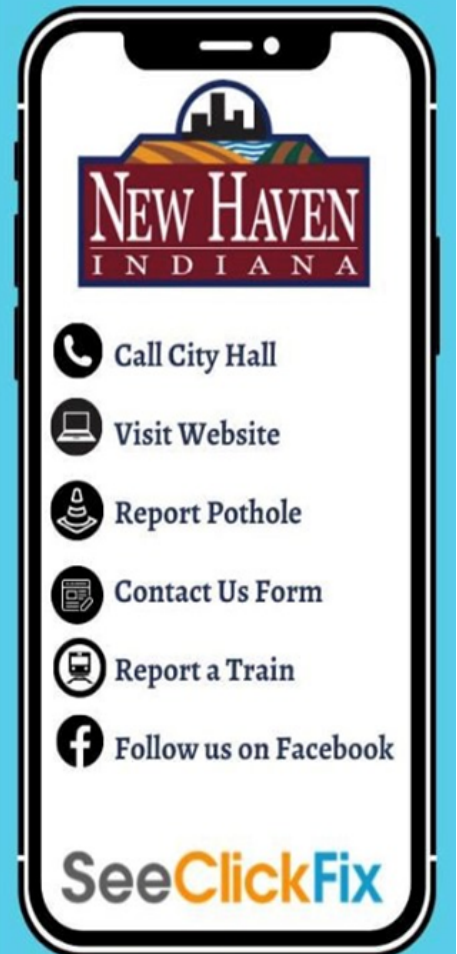 NEW HAVEN
INDIANA
Call City Hall
Visit Website
Report Pothole
Contact Us Form
Report a Train
Follow us on Facebook
SeeClickFix